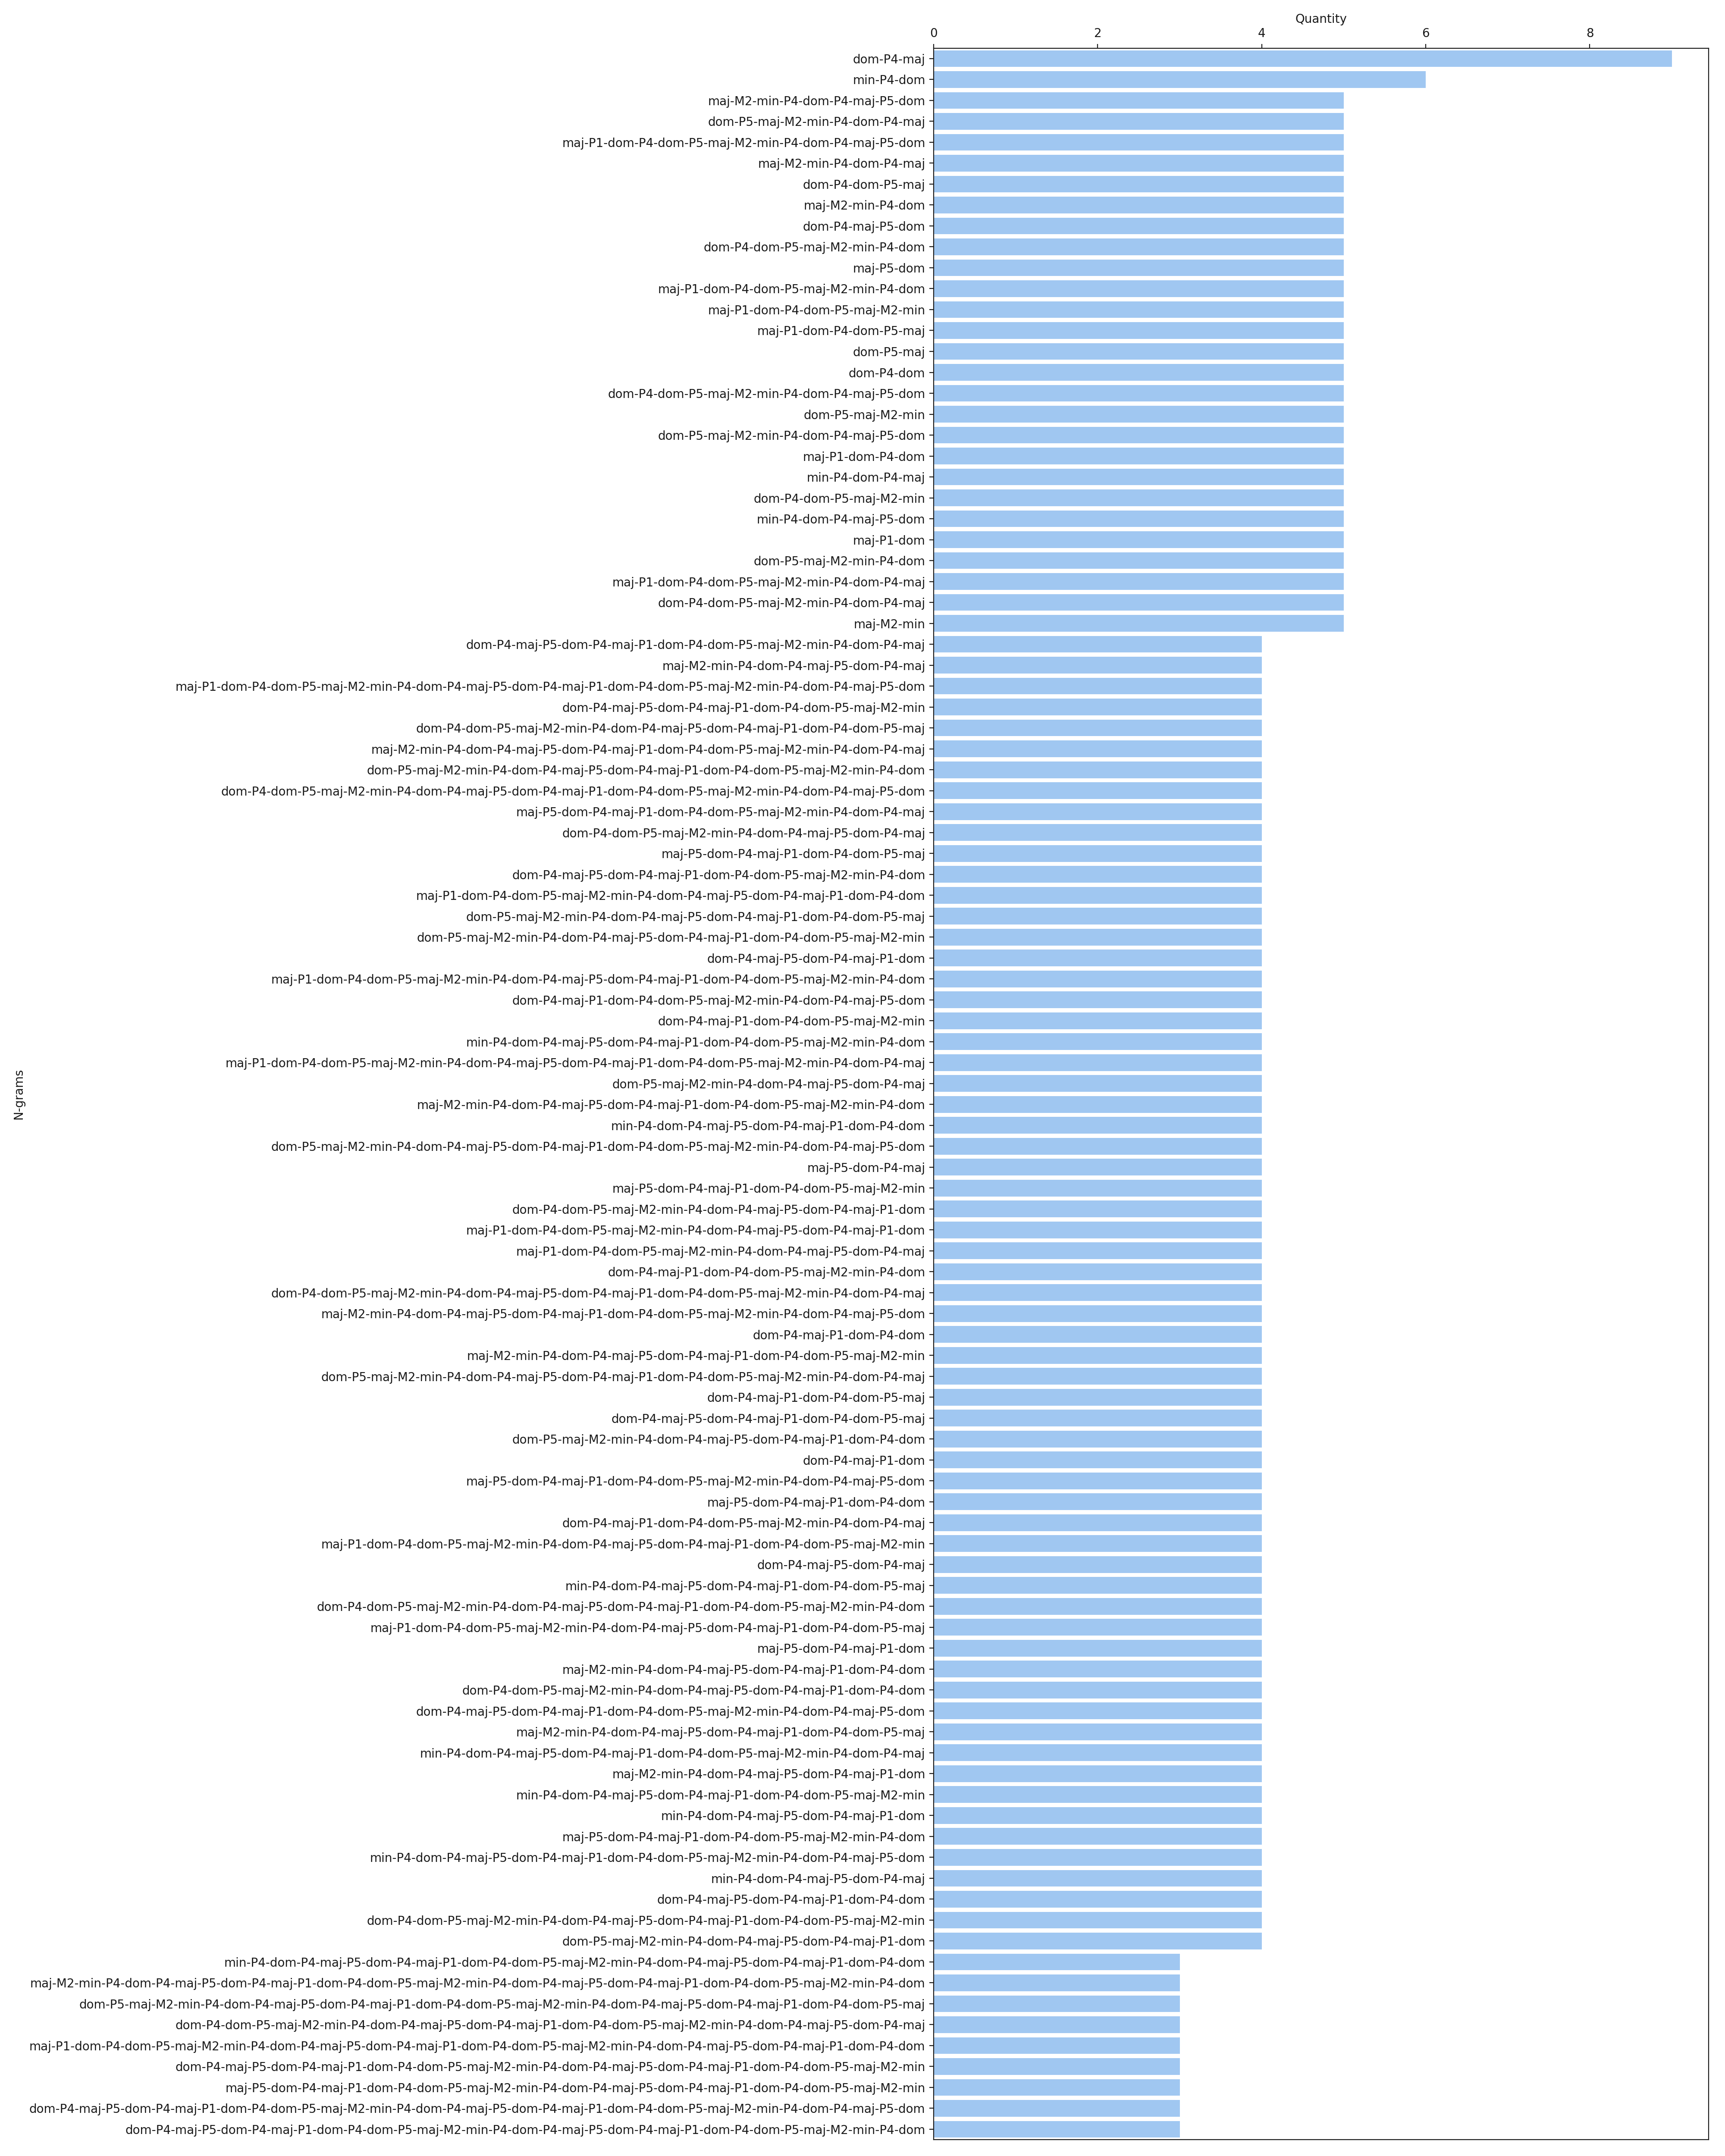 Quantity
0 2 4 6 8
dom-P4-maj
min-P4-dom
maj-M2-min-P4-dom-P4-maj-P5-dom
dom-P5-maj-M2-min-P4-dom-P4-maj
maj-P1-dom-P4-dom-P5-maj-M2-min-P4-dom-P4-maj-P5-dom
maj-M2-min-P4-dom-P4-maj
dom-P4-dom-P5-maj
maj-M2-min-P4-dom
dom-P4-maj-P5-dom
dom-P4-dom-P5-maj-M2-min-P4-dom
maj-P5-dom
maj-P1-dom-P4-dom-P5-maj-M2-min-P4-dom
maj-P1-dom-P4-dom-P5-maj-M2-min
maj-P1-dom-P4-dom-P5-maj
dom-P5-maj
dom-P4-dom
dom-P4-dom-P5-maj-M2-min-P4-dom-P4-maj-P5-dom
dom-P5-maj-M2-min
dom-P5-maj-M2-min-P4-dom-P4-maj-P5-dom
maj-P1-dom-P4-dom
min-P4-dom-P4-maj
dom-P4-dom-P5-maj-M2-min
min-P4-dom-P4-maj-P5-dom
maj-P1-dom
dom-P5-maj-M2-min-P4-dom
maj-P1-dom-P4-dom-P5-maj-M2-min-P4-dom-P4-maj
dom-P4-dom-P5-maj-M2-min-P4-dom-P4-maj
maj-M2-min
dom-P4-maj-P5-dom-P4-maj-P1-dom-P4-dom-P5-maj-M2-min-P4-dom-P4-maj
maj-M2-min-P4-dom-P4-maj-P5-dom-P4-maj
maj-P1-dom-P4-dom-P5-maj-M2-min-P4-dom-P4-maj-P5-dom-P4-maj-P1-dom-P4-dom-P5-maj-M2-min-P4-dom-P4-maj-P5-dom
dom-P4-maj-P5-dom-P4-maj-P1-dom-P4-dom-P5-maj-M2-min
dom-P4-dom-P5-maj-M2-min-P4-dom-P4-maj-P5-dom-P4-maj-P1-dom-P4-dom-P5-maj
maj-M2-min-P4-dom-P4-maj-P5-dom-P4-maj-P1-dom-P4-dom-P5-maj-M2-min-P4-dom-P4-maj
dom-P5-maj-M2-min-P4-dom-P4-maj-P5-dom-P4-maj-P1-dom-P4-dom-P5-maj-M2-min-P4-dom
dom-P4-dom-P5-maj-M2-min-P4-dom-P4-maj-P5-dom-P4-maj-P1-dom-P4-dom-P5-maj-M2-min-P4-dom-P4-maj-P5-dom
maj-P5-dom-P4-maj-P1-dom-P4-dom-P5-maj-M2-min-P4-dom-P4-maj
dom-P4-dom-P5-maj-M2-min-P4-dom-P4-maj-P5-dom-P4-maj
maj-P5-dom-P4-maj-P1-dom-P4-dom-P5-maj
dom-P4-maj-P5-dom-P4-maj-P1-dom-P4-dom-P5-maj-M2-min-P4-dom
maj-P1-dom-P4-dom-P5-maj-M2-min-P4-dom-P4-maj-P5-dom-P4-maj-P1-dom-P4-dom
dom-P5-maj-M2-min-P4-dom-P4-maj-P5-dom-P4-maj-P1-dom-P4-dom-P5-maj
dom-P5-maj-M2-min-P4-dom-P4-maj-P5-dom-P4-maj-P1-dom-P4-dom-P5-maj-M2-min
dom-P4-maj-P5-dom-P4-maj-P1-dom
maj-P1-dom-P4-dom-P5-maj-M2-min-P4-dom-P4-maj-P5-dom-P4-maj-P1-dom-P4-dom-P5-maj-M2-min-P4-dom
dom-P4-maj-P1-dom-P4-dom-P5-maj-M2-min-P4-dom-P4-maj-P5-dom
dom-P4-maj-P1-dom-P4-dom-P5-maj-M2-min
min-P4-dom-P4-maj-P5-dom-P4-maj-P1-dom-P4-dom-P5-maj-M2-min-P4-dom
maj-P1-dom-P4-dom-P5-maj-M2-min-P4-dom-P4-maj-P5-dom-P4-maj-P1-dom-P4-dom-P5-maj-M2-min-P4-dom-P4-maj
dom-P5-maj-M2-min-P4-dom-P4-maj-P5-dom-P4-maj
N-grams
maj-M2-min-P4-dom-P4-maj-P5-dom-P4-maj-P1-dom-P4-dom-P5-maj-M2-min-P4-dom
min-P4-dom-P4-maj-P5-dom-P4-maj-P1-dom-P4-dom
dom-P5-maj-M2-min-P4-dom-P4-maj-P5-dom-P4-maj-P1-dom-P4-dom-P5-maj-M2-min-P4-dom-P4-maj-P5-dom
maj-P5-dom-P4-maj
maj-P5-dom-P4-maj-P1-dom-P4-dom-P5-maj-M2-min
dom-P4-dom-P5-maj-M2-min-P4-dom-P4-maj-P5-dom-P4-maj-P1-dom
maj-P1-dom-P4-dom-P5-maj-M2-min-P4-dom-P4-maj-P5-dom-P4-maj-P1-dom
maj-P1-dom-P4-dom-P5-maj-M2-min-P4-dom-P4-maj-P5-dom-P4-maj
dom-P4-maj-P1-dom-P4-dom-P5-maj-M2-min-P4-dom
dom-P4-dom-P5-maj-M2-min-P4-dom-P4-maj-P5-dom-P4-maj-P1-dom-P4-dom-P5-maj-M2-min-P4-dom-P4-maj
maj-M2-min-P4-dom-P4-maj-P5-dom-P4-maj-P1-dom-P4-dom-P5-maj-M2-min-P4-dom-P4-maj-P5-dom
dom-P4-maj-P1-dom-P4-dom
maj-M2-min-P4-dom-P4-maj-P5-dom-P4-maj-P1-dom-P4-dom-P5-maj-M2-min
dom-P5-maj-M2-min-P4-dom-P4-maj-P5-dom-P4-maj-P1-dom-P4-dom-P5-maj-M2-min-P4-dom-P4-maj
dom-P4-maj-P1-dom-P4-dom-P5-maj
dom-P4-maj-P5-dom-P4-maj-P1-dom-P4-dom-P5-maj
dom-P5-maj-M2-min-P4-dom-P4-maj-P5-dom-P4-maj-P1-dom-P4-dom
dom-P4-maj-P1-dom
maj-P5-dom-P4-maj-P1-dom-P4-dom-P5-maj-M2-min-P4-dom-P4-maj-P5-dom
maj-P5-dom-P4-maj-P1-dom-P4-dom
dom-P4-maj-P1-dom-P4-dom-P5-maj-M2-min-P4-dom-P4-maj
maj-P1-dom-P4-dom-P5-maj-M2-min-P4-dom-P4-maj-P5-dom-P4-maj-P1-dom-P4-dom-P5-maj-M2-min
dom-P4-maj-P5-dom-P4-maj
min-P4-dom-P4-maj-P5-dom-P4-maj-P1-dom-P4-dom-P5-maj
dom-P4-dom-P5-maj-M2-min-P4-dom-P4-maj-P5-dom-P4-maj-P1-dom-P4-dom-P5-maj-M2-min-P4-dom
maj-P1-dom-P4-dom-P5-maj-M2-min-P4-dom-P4-maj-P5-dom-P4-maj-P1-dom-P4-dom-P5-maj
maj-P5-dom-P4-maj-P1-dom
maj-M2-min-P4-dom-P4-maj-P5-dom-P4-maj-P1-dom-P4-dom
dom-P4-dom-P5-maj-M2-min-P4-dom-P4-maj-P5-dom-P4-maj-P1-dom-P4-dom
dom-P4-maj-P5-dom-P4-maj-P1-dom-P4-dom-P5-maj-M2-min-P4-dom-P4-maj-P5-dom
maj-M2-min-P4-dom-P4-maj-P5-dom-P4-maj-P1-dom-P4-dom-P5-maj
min-P4-dom-P4-maj-P5-dom-P4-maj-P1-dom-P4-dom-P5-maj-M2-min-P4-dom-P4-maj
maj-M2-min-P4-dom-P4-maj-P5-dom-P4-maj-P1-dom
min-P4-dom-P4-maj-P5-dom-P4-maj-P1-dom-P4-dom-P5-maj-M2-min
min-P4-dom-P4-maj-P5-dom-P4-maj-P1-dom
maj-P5-dom-P4-maj-P1-dom-P4-dom-P5-maj-M2-min-P4-dom
min-P4-dom-P4-maj-P5-dom-P4-maj-P1-dom-P4-dom-P5-maj-M2-min-P4-dom-P4-maj-P5-dom
min-P4-dom-P4-maj-P5-dom-P4-maj
dom-P4-maj-P5-dom-P4-maj-P1-dom-P4-dom
dom-P4-dom-P5-maj-M2-min-P4-dom-P4-maj-P5-dom-P4-maj-P1-dom-P4-dom-P5-maj-M2-min
dom-P5-maj-M2-min-P4-dom-P4-maj-P5-dom-P4-maj-P1-dom
min-P4-dom-P4-maj-P5-dom-P4-maj-P1-dom-P4-dom-P5-maj-M2-min-P4-dom-P4-maj-P5-dom-P4-maj-P1-dom-P4-dom
maj-M2-min-P4-dom-P4-maj-P5-dom-P4-maj-P1-dom-P4-dom-P5-maj-M2-min-P4-dom-P4-maj-P5-dom-P4-maj-P1-dom-P4-dom-P5-maj-M2-min-P4-dom
dom-P5-maj-M2-min-P4-dom-P4-maj-P5-dom-P4-maj-P1-dom-P4-dom-P5-maj-M2-min-P4-dom-P4-maj-P5-dom-P4-maj-P1-dom-P4-dom-P5-maj
dom-P4-dom-P5-maj-M2-min-P4-dom-P4-maj-P5-dom-P4-maj-P1-dom-P4-dom-P5-maj-M2-min-P4-dom-P4-maj-P5-dom-P4-maj
maj-P1-dom-P4-dom-P5-maj-M2-min-P4-dom-P4-maj-P5-dom-P4-maj-P1-dom-P4-dom-P5-maj-M2-min-P4-dom-P4-maj-P5-dom-P4-maj-P1-dom-P4-dom
dom-P4-maj-P5-dom-P4-maj-P1-dom-P4-dom-P5-maj-M2-min-P4-dom-P4-maj-P5-dom-P4-maj-P1-dom-P4-dom-P5-maj-M2-min
maj-P5-dom-P4-maj-P1-dom-P4-dom-P5-maj-M2-min-P4-dom-P4-maj-P5-dom-P4-maj-P1-dom-P4-dom-P5-maj-M2-min
dom-P4-maj-P5-dom-P4-maj-P1-dom-P4-dom-P5-maj-M2-min-P4-dom-P4-maj-P5-dom-P4-maj-P1-dom-P4-dom-P5-maj-M2-min-P4-dom-P4-maj-P5-dom
dom-P4-maj-P5-dom-P4-maj-P1-dom-P4-dom-P5-maj-M2-min-P4-dom-P4-maj-P5-dom-P4-maj-P1-dom-P4-dom-P5-maj-M2-min-P4-dom